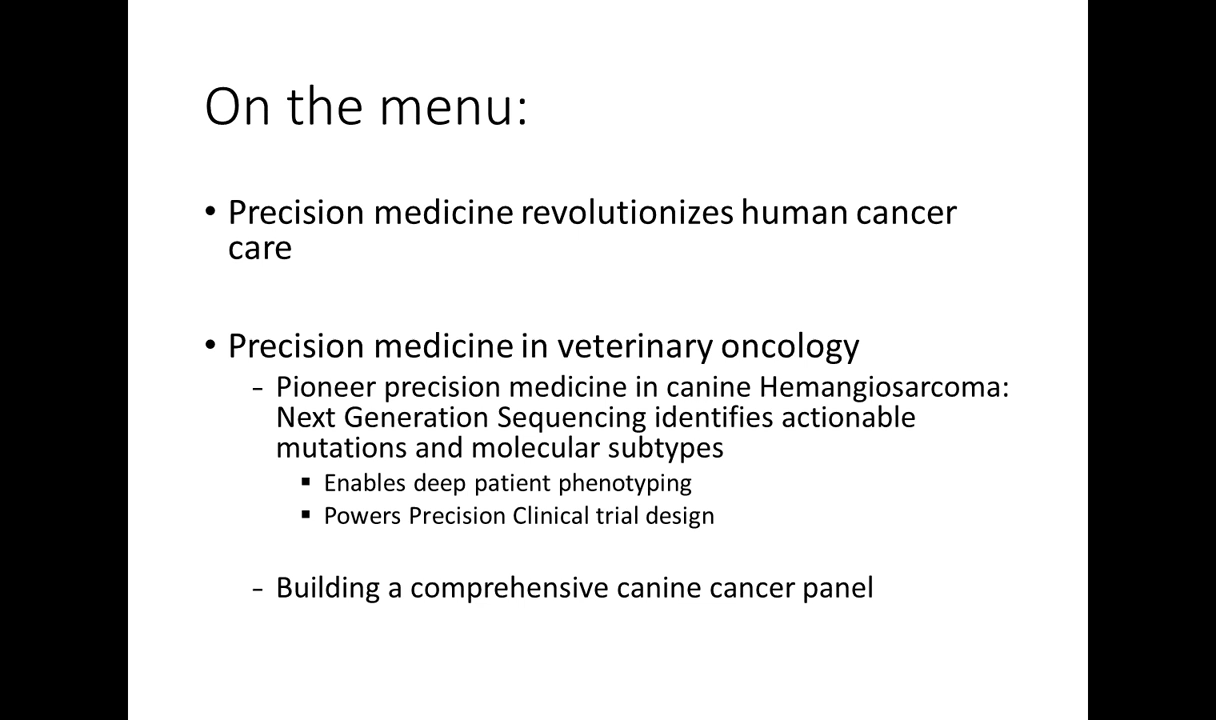 On the menu:
• Precision medicine revolutionizes human cancer
care
• Precision medicine in veterinary oncology
– Pioneer precision medicine in canine Hemangiosarcoma:
Next Generation Sequencing identifies actionable
mutations and molecular subtypes
▪ Enables deep patient phenotyping
▪ Powers Precision Clinical trial design
– Building a comprehensive canine cancer panel